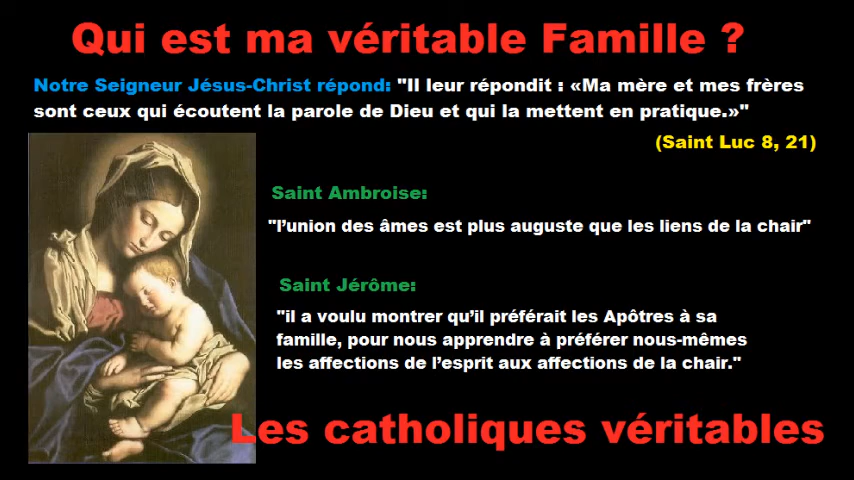 Qui est ma véritable Famille ?
Notre Seigneur Jésus-Christ répond: "Il leur répondit : «Ma mère et mes frères
sont ceux qui écoutent la parole de Dieu et qui la mettent en pratique.»"
(Saint Luc 8, 21)
Saint Ambroise:
"l’union des âmes est plus auguste que les liens de la chair"
Saint Jérôme:
"il a voulu montrer qu’il préférait les Apôtres à sa
famille, pour nous apprendre à préférer nous-mêmes
les affections de l’esprit aux affections de la chair."
Les catholiques véritables